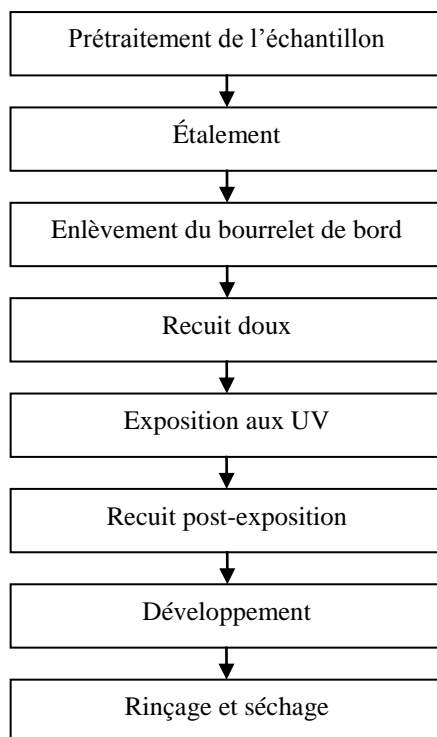 Prétraitement de l’échantillon
Étalement
Enlèvement du bourrelet de bord
Recuit doux
Exposition aux UV
Recuit post-exposition
Développement
Rinçage et séchage